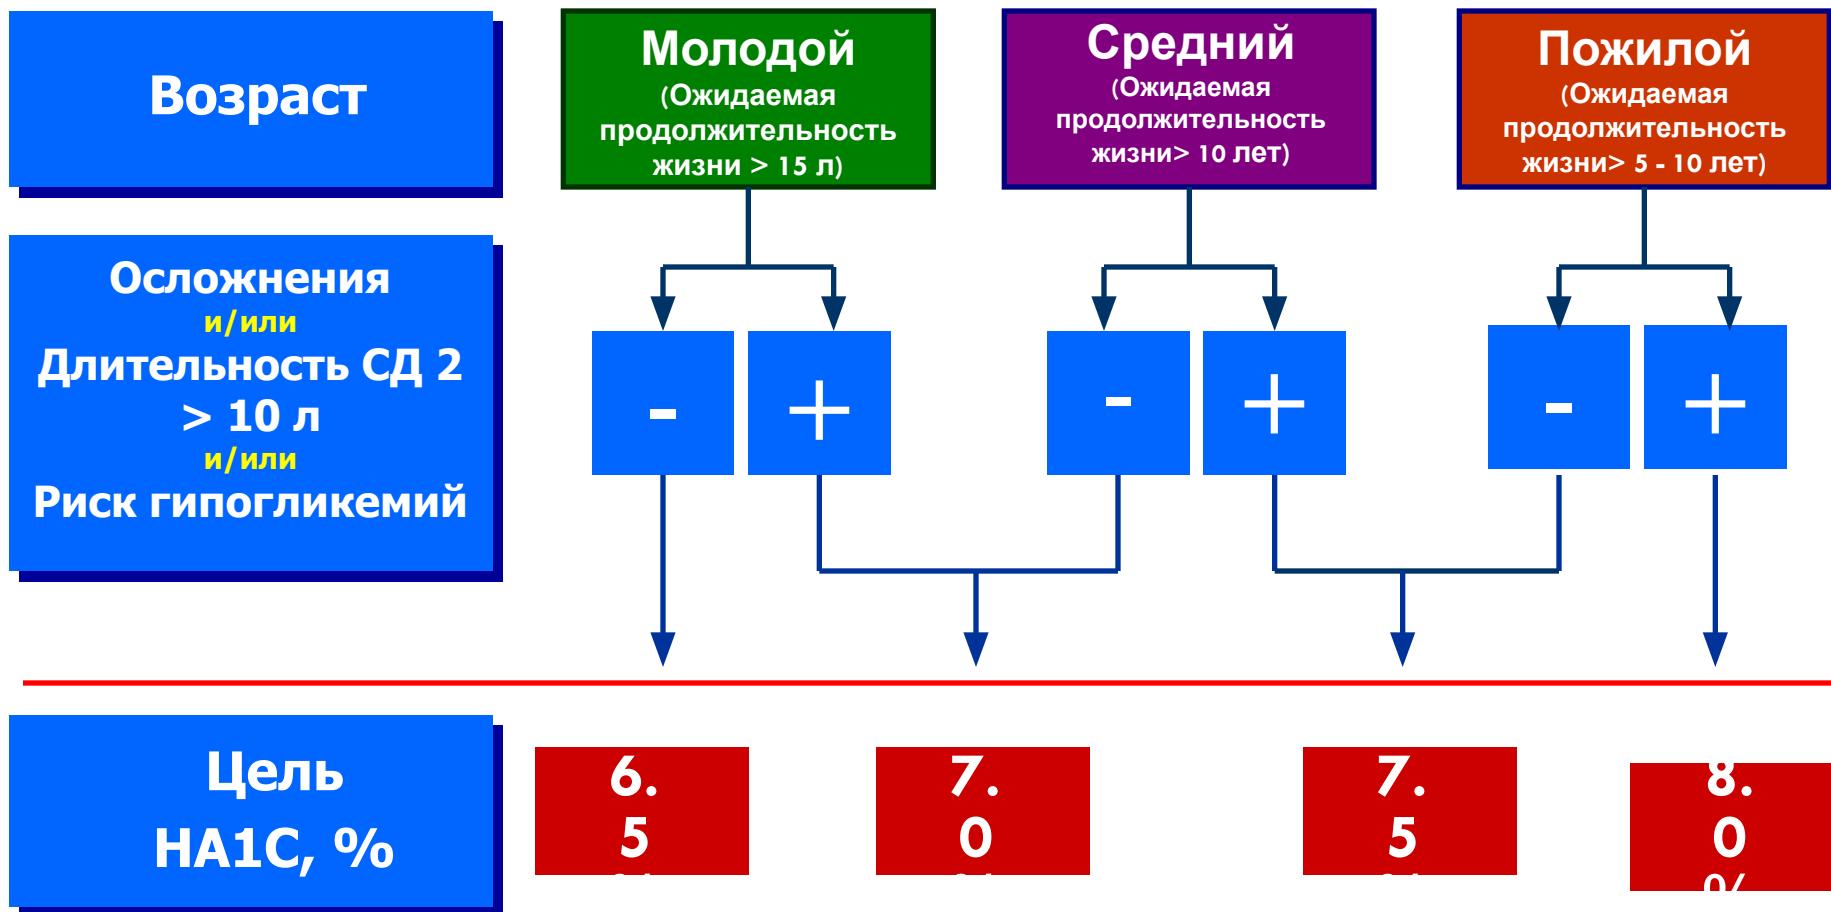 Возраст
Молодой
(Ожидаемая
продолжительность
жизни > 15 л)
Средний
(Ожидаемая
продолжительность
жизни> 10 лет)
Пожилой
(Ожидаемая
продолжительность
жизни> 5 - 10 лет)
Осложнения
и/или
Длительность СД 2
> 10 л
и/или
Риск гипогликемий
-
+
-
+
-
+
Цель
НА1С, %
6.
5
%
7.
0
%
7.
5
%
8.
0
%